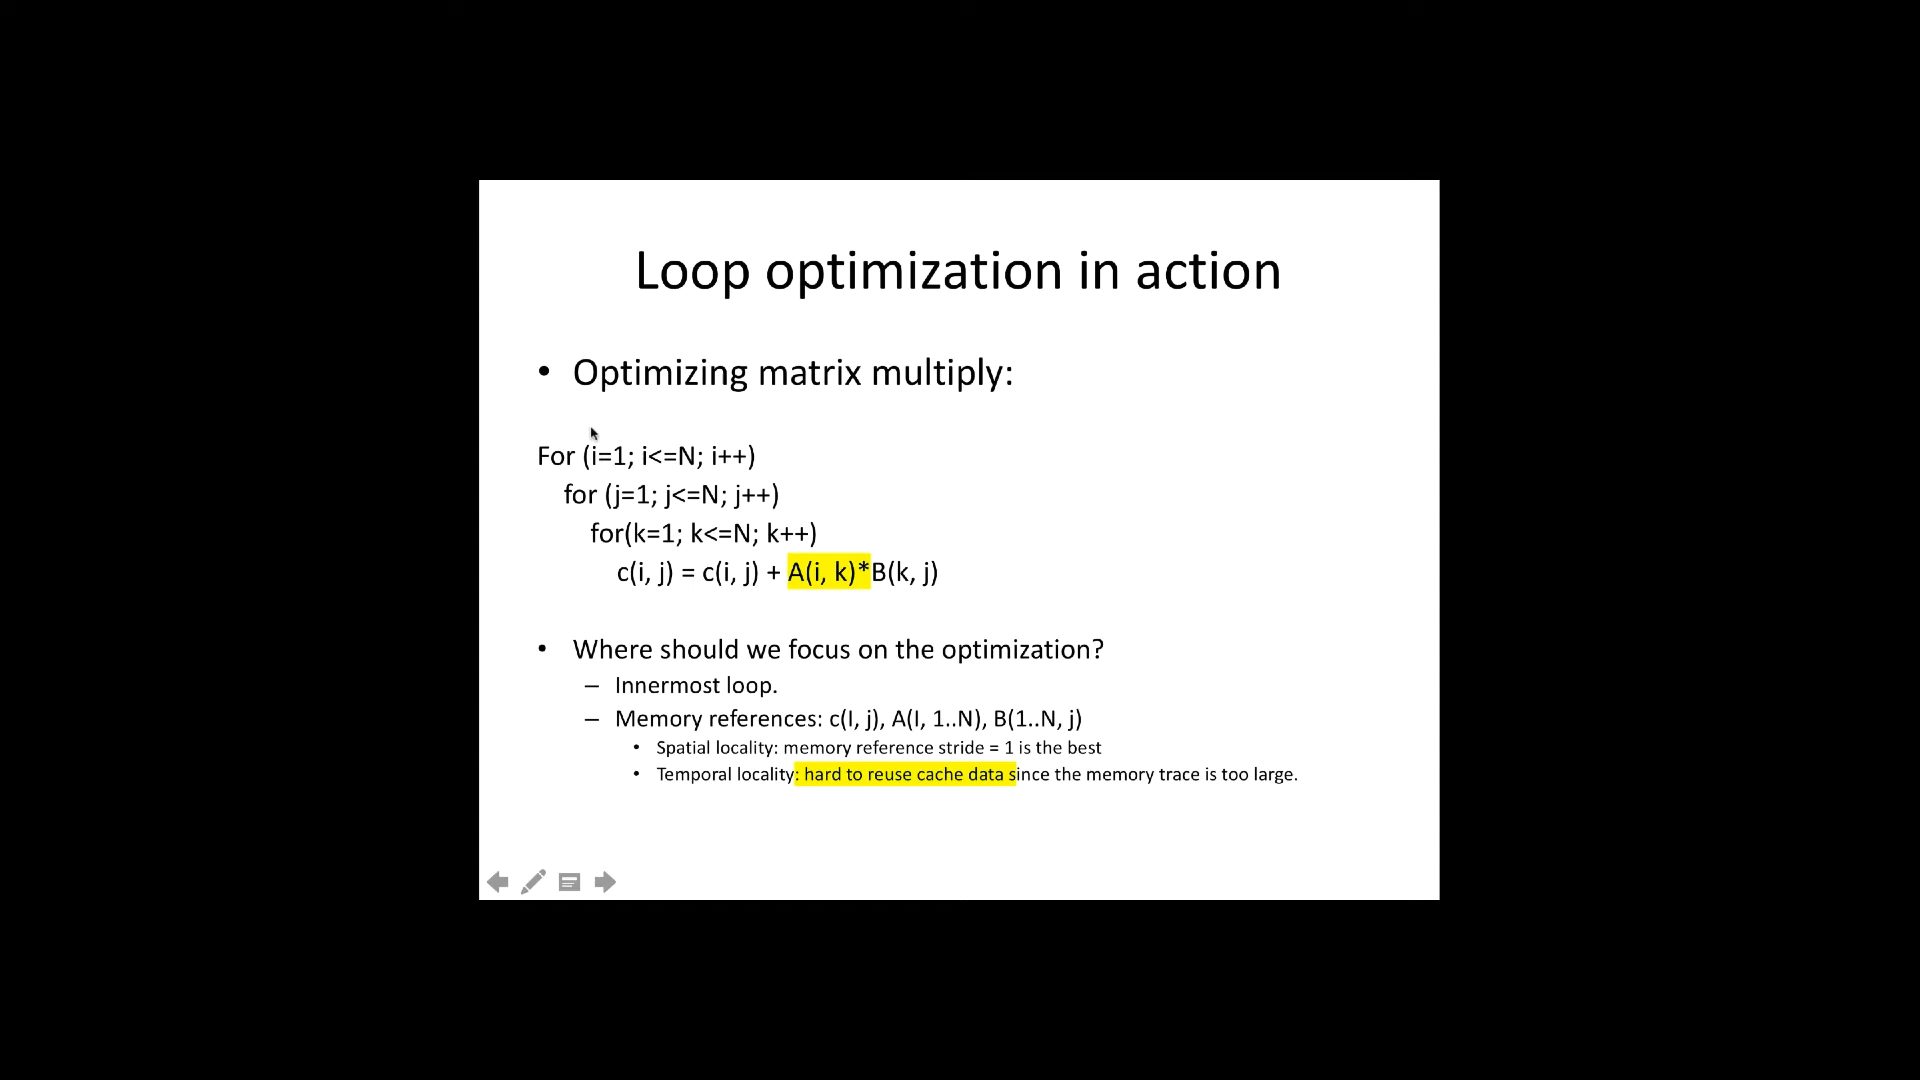 Loop optimization in action
• Optimizing matrix multiply:
For (i=1; i<=N; i++)
for (j=1; j<=N; j++)
for(k=1; k<=N; k++)
c(i, j) = c(i, j) + A(i, k)*B(k, j)
• Where should we focus on the optimization?
– Innermost loop.
– Memory references: c(I, j), A(I, 1..N), B(1..N, j)
• Spatial locality: memory reference stride = 1 is the best
• Temporal locality: hard to reuse cache data since the memory trace is too large.